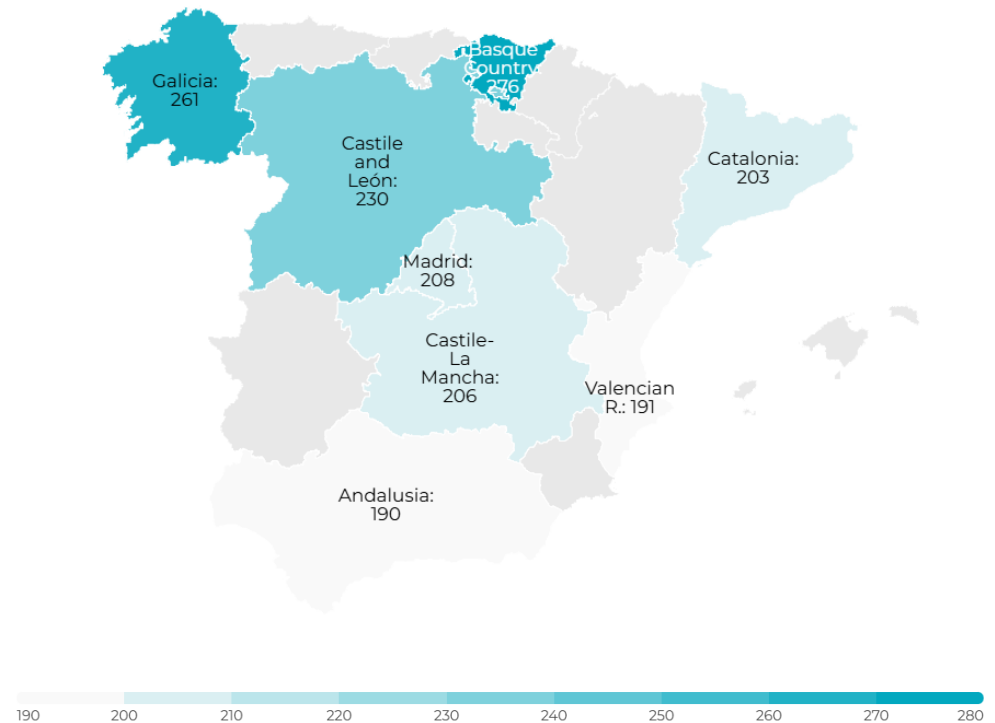 Basque
Country:
276
Galicia:
261
Castile
and
León:
230
Catalonia:
203
Madrid:
208
Castile-
La
Mancha:
206
Valencian
R.: 191
Andalusia:
190
190 200 210 220 230 240 250 260 270 280